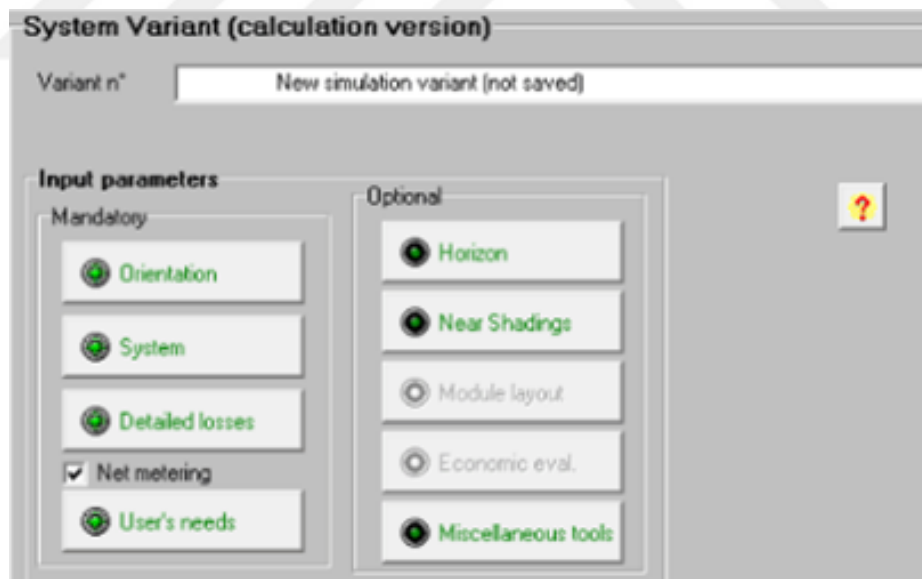 System Variant (calculation version)
Variant n°
New simulation variant (not saved)
Input parameters
Mandatory
Orientation
System
Detailed losses
Net metering
User's needs
Optional
Horizon
Near Shadings
Module layout
Economic eval.
Miscellaneous tools
?